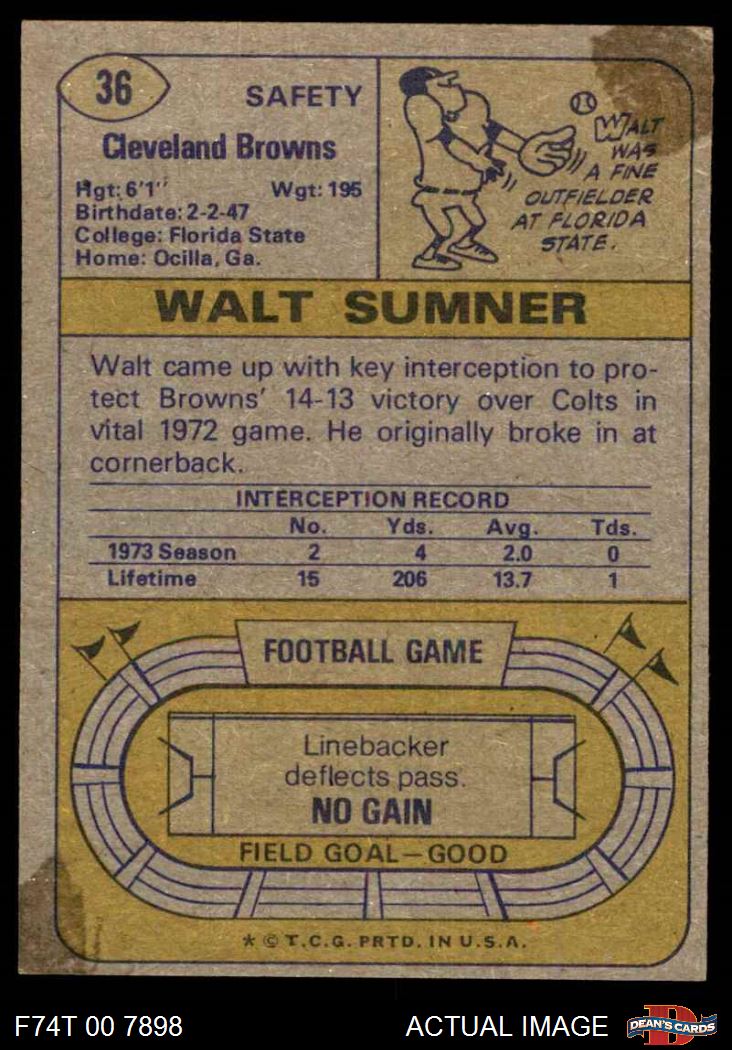 36
SAFETY
Cleveland Browns
Hgt: 6'1" Wgt: 195
Birthdate: 2-2-47
College: Florida State
Home: Ocilla, Ga.
WALT
WAS
A FINE
OUTFIELDER
AT FLORIDA
STATE.
WALT SUMNER
Walt came up with key interception to pro-
tect Browns' 14-13 victory over Colts in
vital 1972 game. He originally broke in at
cornerback.
INTERCEPTION RECORD
No. Yds. Avg. Tds.
1973 Season 2 4 2.0 0
Lifetime 15 206 13.7 1
FOOTBALL GAME
Linebacker
deflects pass.
NO GAIN
FIELD GOAL—GOOD
* © T.C.G. PRTD. IN U.S.A.
F74T 00 7898 ACTUAL IMAGE
D
DEAN'S CARDS